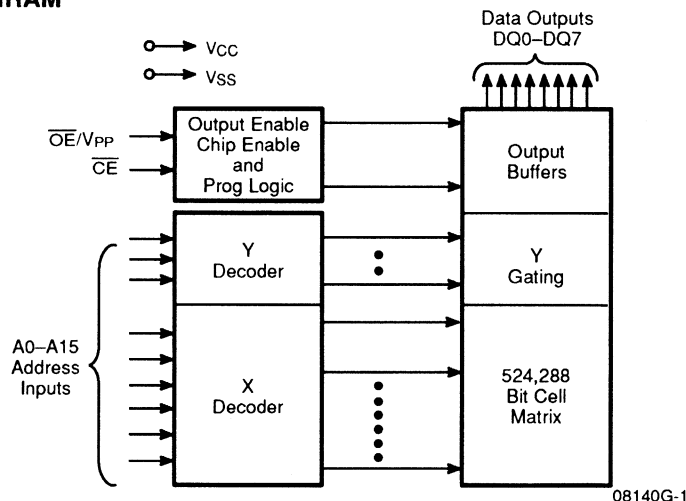 Data Outputs
DQ0–DQ7
VCC
VSS
OE/VPP
CE
Output Enable
Chip Enable
and
Prog Logic
Output
Buffers
Y
Decoder
Y
Gating
A0–A15
Address
Inputs
X
Decoder
524,288
Bit Cell
Matrix
08140G-1